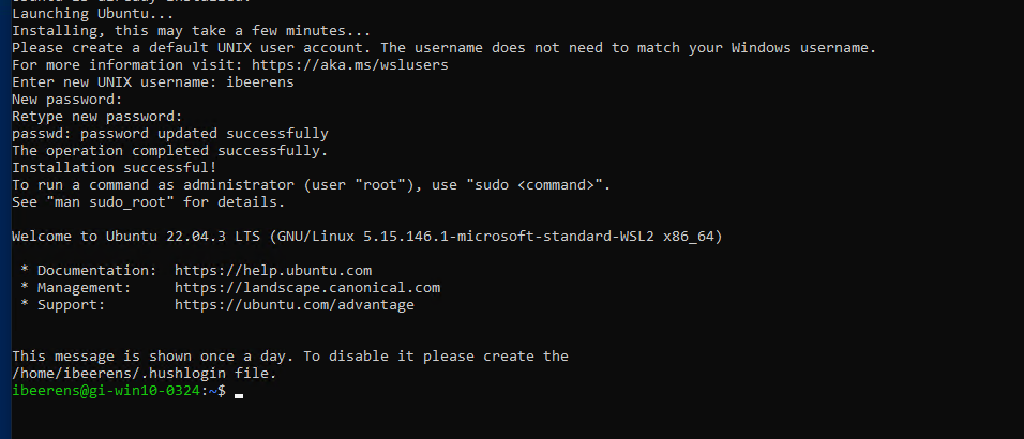 Launching Ubuntu...
Installing, this may take a few minutes...
Please create a default UNIX user account. The username does not need to match your Windows username.
For more information visit: https://aka.ms/wslusers
Enter new UNIX username: ibeerens
New password:
Retype new password:
passwd: password updated successfully
The operation completed successfully.
Installation successful!
To run a command as administrator (user "root"), use "sudo <command>".
See "man sudo_root" for details.
Welcome to Ubuntu 22.04.3 LTS (GNU/Linux 5.15.146.1-microsoft-standard-WSL2 x86_64)
* Documentation: https://help.ubuntu.com
* Management: https://landscape.canonical.com
* Support: https://ubuntu.com/advantage
This message is shown once a day. To disable it please create the
/home/ibeerens/.hushlogin file.
ibeerens@gi-win10-0324:~$